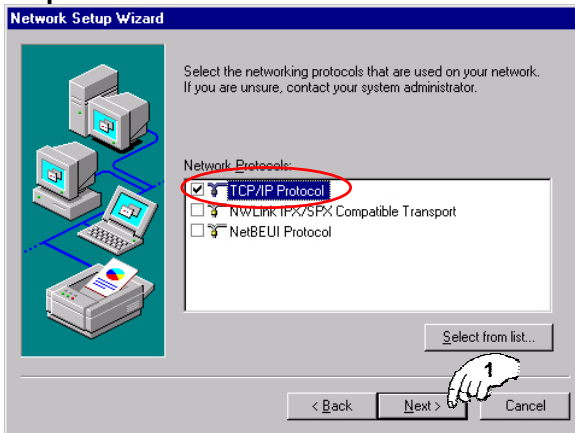 Network Setup Wizard
Select the networking protocols that are used on your network.
If you are unsure, contact your system administrator.
Network Protocols:
TCP/IP Protocol
NWLink IPX/SPX Compatible Transport
NetBEUI Protocol
Select from list...
1
< Back Next > Cancel